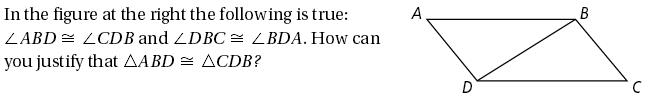 In the figure at the right the following is true:
∠ABD ≅ ∠CDB and ∠DBC ≅ ∠BDA. How can
you justify that △ABD ≅ △CDB?
A
B
D
C